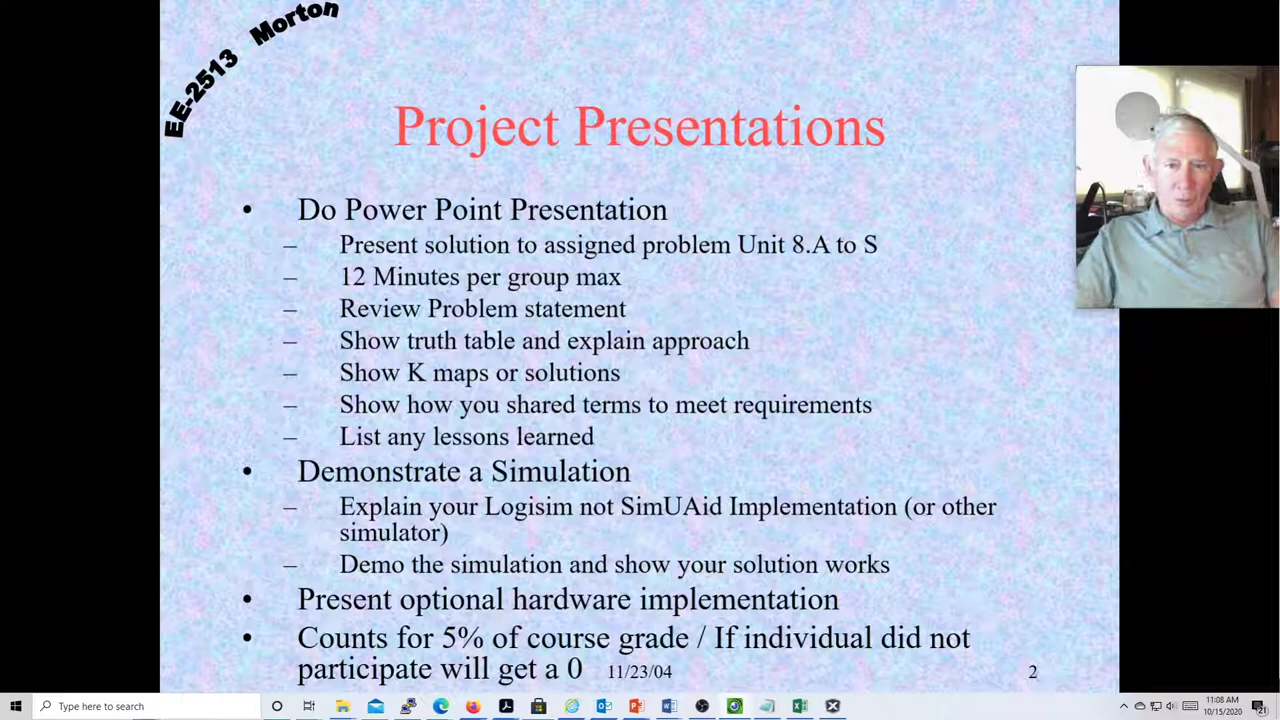 EE-2513 Morton
Project Presentations
• Do Power Point Presentation
– Present solution to assigned problem Unit 8.A to S
– 12 Minutes per group max
– Review Problem statement
– Show truth table and explain approach
– Show K maps or solutions
– Show how you shared terms to meet requirements
– List any lessons learned
• Demonstrate a Simulation
– Explain your Logisim not SimUAid Implementation (or other
simulator)
– Demo the simulation and show your solution works
• Present optional hardware implementation
• Counts for 5% of course grade / If individual did not
participate will get a 0
11/23/04
2
Type here to search
11:08 AM
10/15/2020